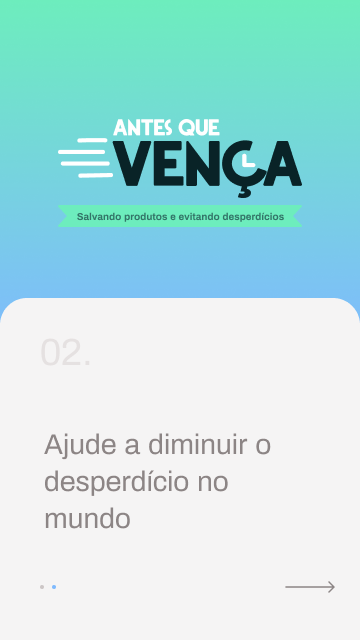 ANTES QUE
VENÇA
Salvando produtos e evitando desperdícios
02.
Ajude a diminuir o
desperdício no
mundo